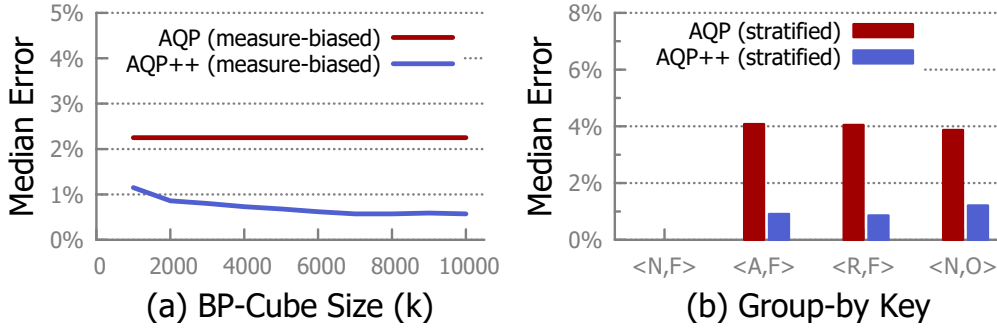 Median Error
5%
4%
3%
2%
1%
0%
AQP (measure-biased)
AQP++ (measure-biased)
0 2000 4000 6000 8000 10000
(a) BP-Cube Size (k)
Median Error
8%
6%
4%
2%
0%
AQP (stratified)
AQP++ (stratified)
<N,F> <A,F> <R,F> <N,O>
(b) Group-by Key